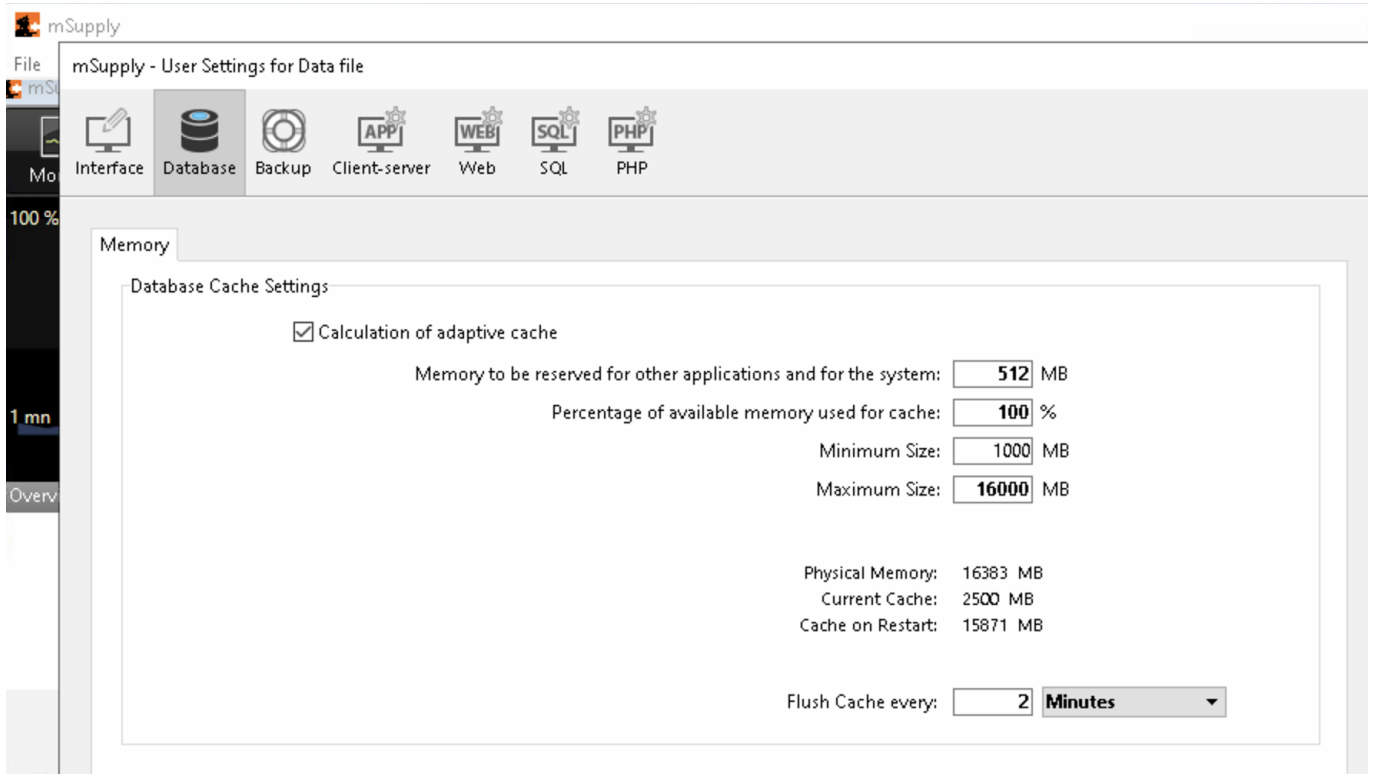 mSupply
File
mSupply - User Settings for Data file
mSu
APP
WEB
SQL
PHP
Mo
Interface
Database
Backup
Client-server
Web
SQL
PHP
100 %
Memory
Database Cache Settings
Calculation of adaptive cache
Memory to be reserved for other applications and for the system: 512 MB
1 mn
Percentage of available memory used for cache: 100 %
Minimum Size: 1000 MB
Maximum Size: 16000 MB
Overv
Physical Memory: 16383 MB
Current Cache: 2500 MB
Cache on Restart: 15871 MB
Flush Cache every: 2 Minutes